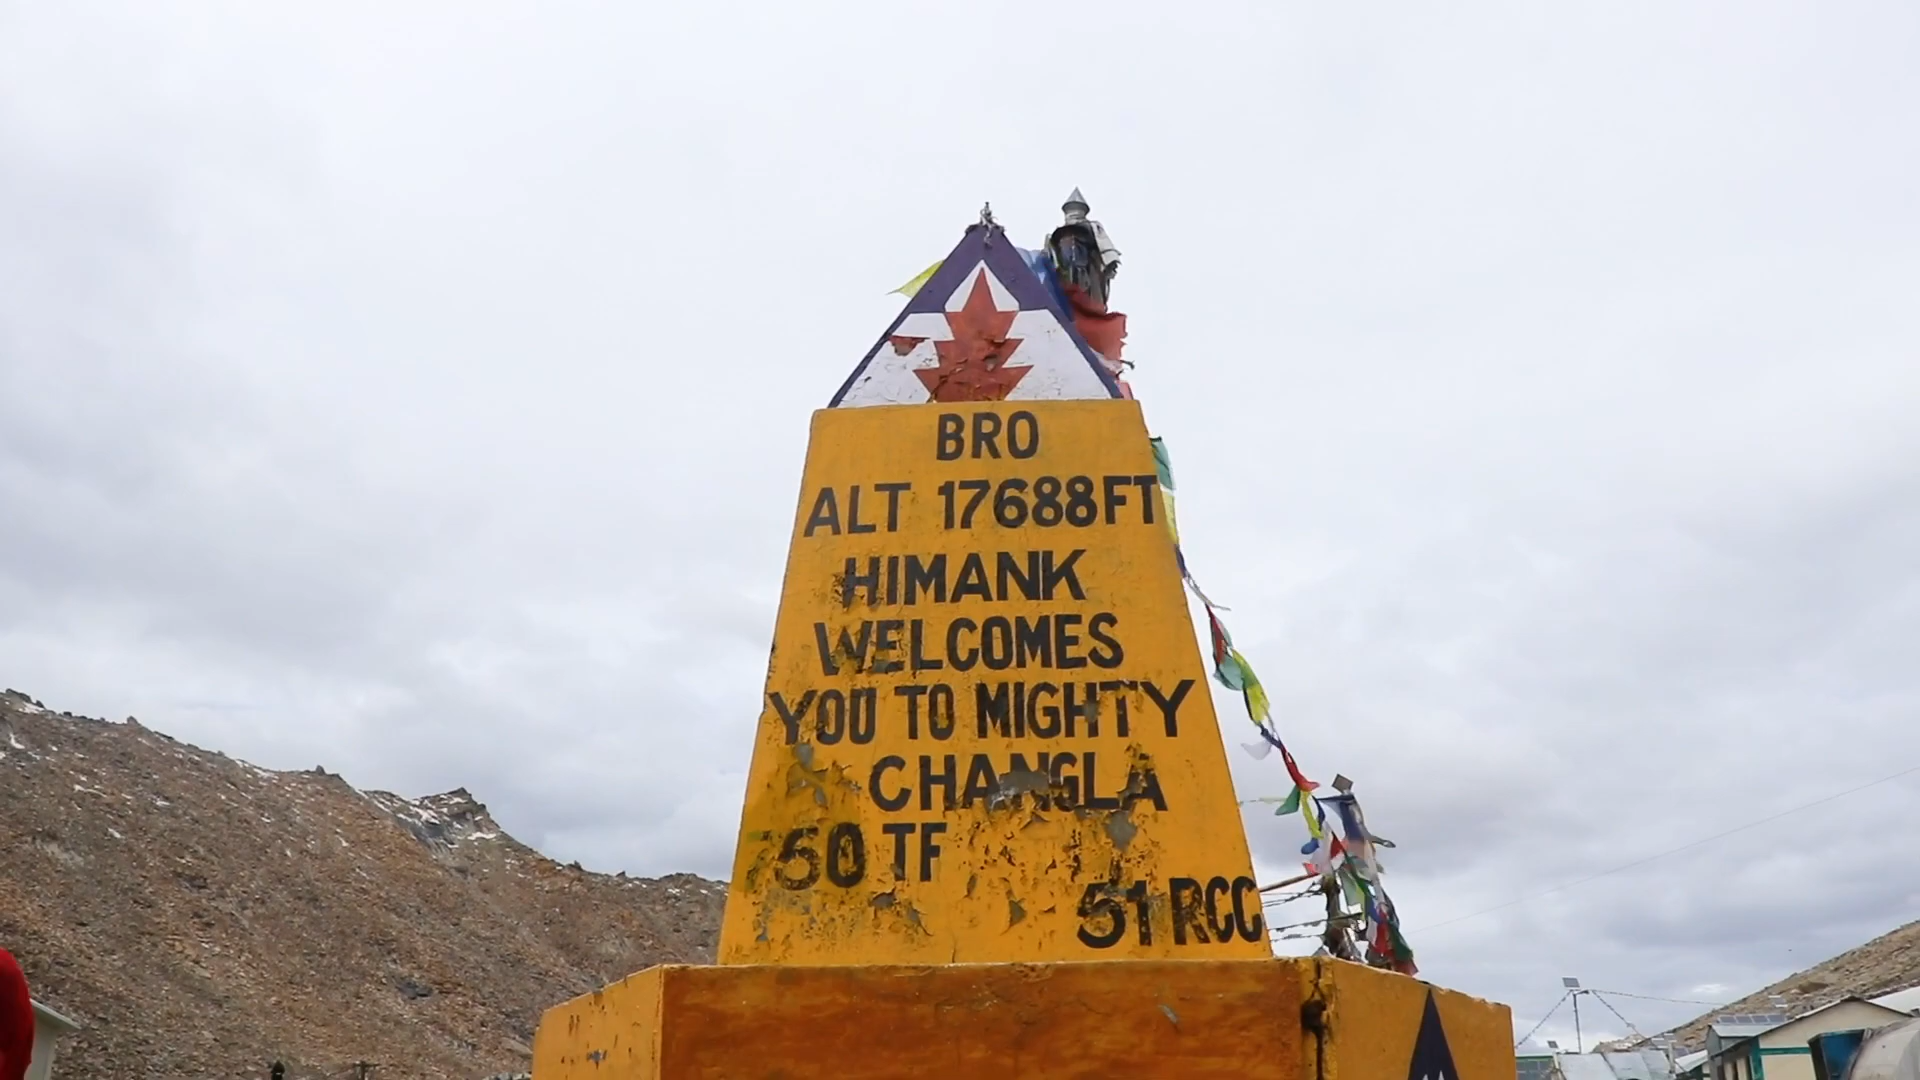 BRO
ALT 17688FT
HIMANK
WELCOMES
YOU TO MIGHTY
CHANGLA
50 TF
51 RCC